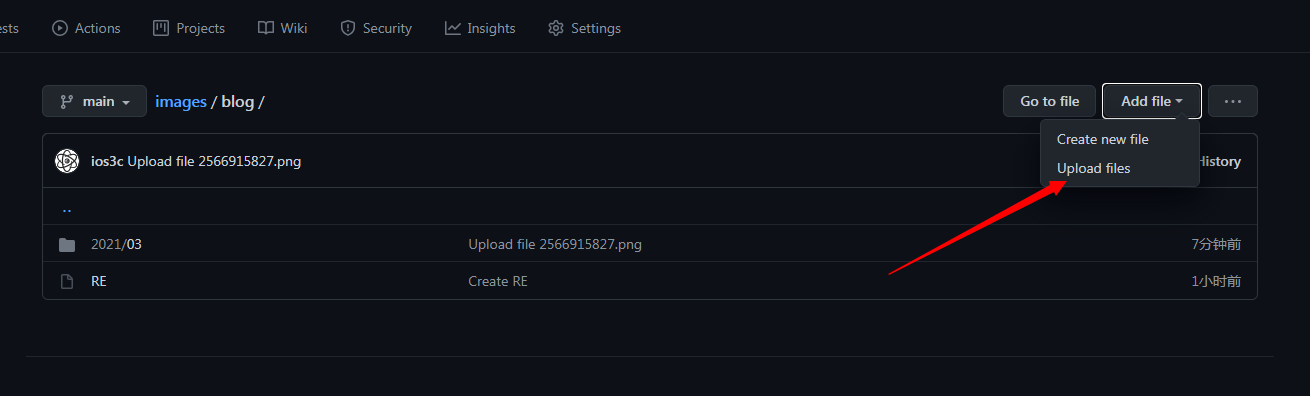 Actions Projects Wiki Security Insights Settings
main images / blog / Go to file Add file ...
Create new file
Upload files
ios3c Upload file 2566915827.png
..
2021/03 Upload file 2566915827.png 7分钟前
RE Create RE 1小时前